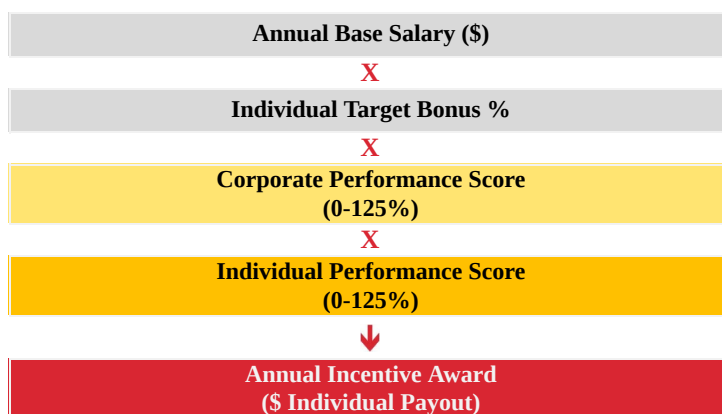 Annual Base Salary ($)
X
Individual Target Bonus %
X
Corporate Performance Score
(0-125%)
X
Individual Performance Score
(0-125%)
Annual Incentive Award
($ Individual Payout)